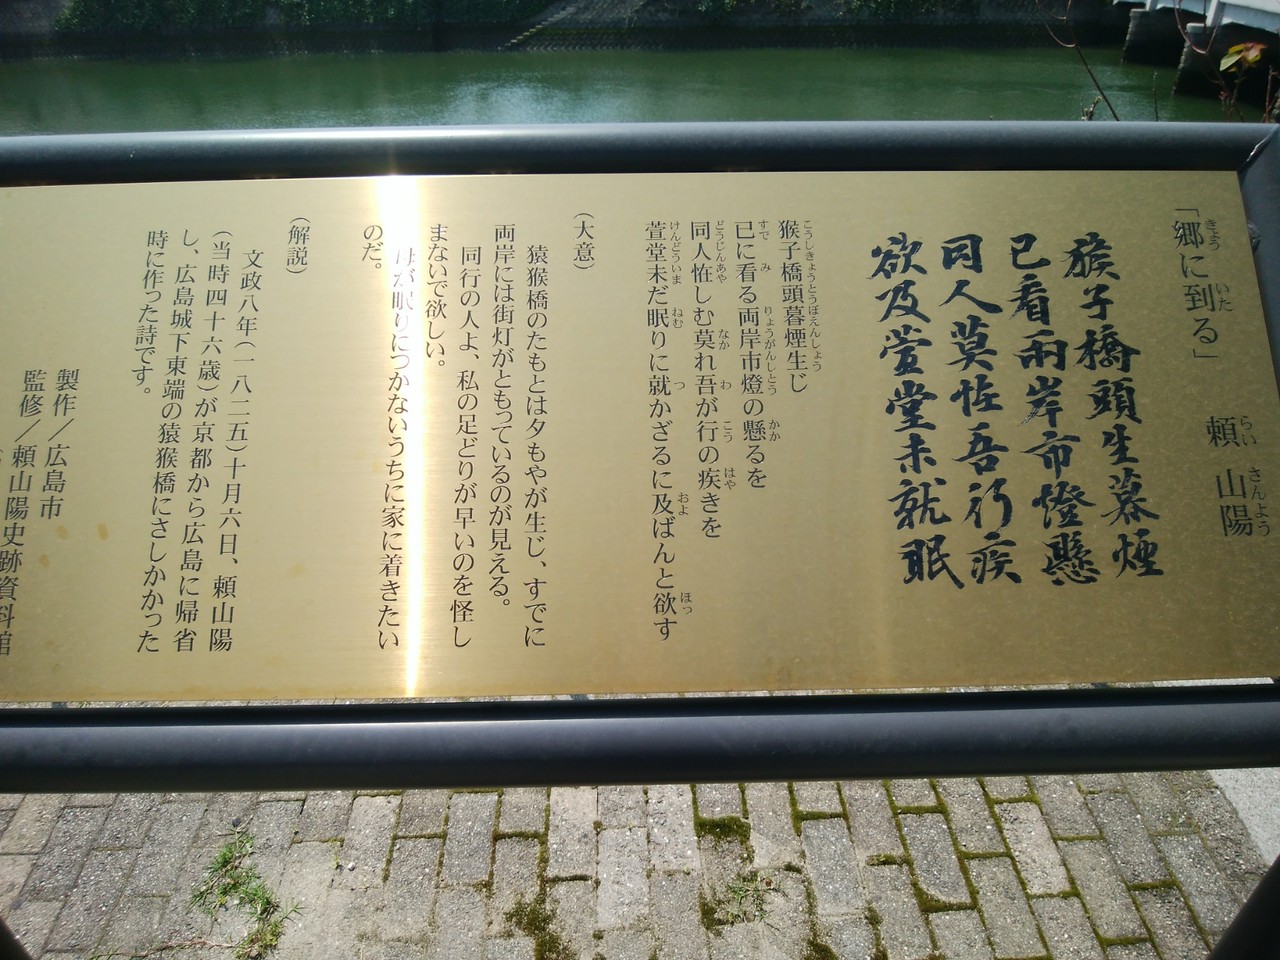 「郷に到る」 頼 山陽
猴子橋頭生暮煙
已看兩岸市燈懸
同人莫恠吾行疾
欲及萱堂未就眠
猴子橋頭暮煙生じ
已に看る両岸市燈の懸るを
同人恠しむ莫れ吾が行の疾きを
萱堂未だ眠りに就かざるに及ばんと欲す
(大意)
猿猴橋のたもとは夕もやが生じ、すでに
両岸には街灯がともっているのが見える。
同行の人よ、私の足どりが早いのを怪し
まないで欲しい。
母が眠りにつかないうちに家に着きたい
のだ。
(解説)
文政八年(一八二五)十月六日、頼山陽
(当時四十六歳)が京都から広島に帰省
し、広島城下東端の猿猴橋にさしかかった
時に作った詩です。
製作／広島市
監修／頼山陽史跡資料館